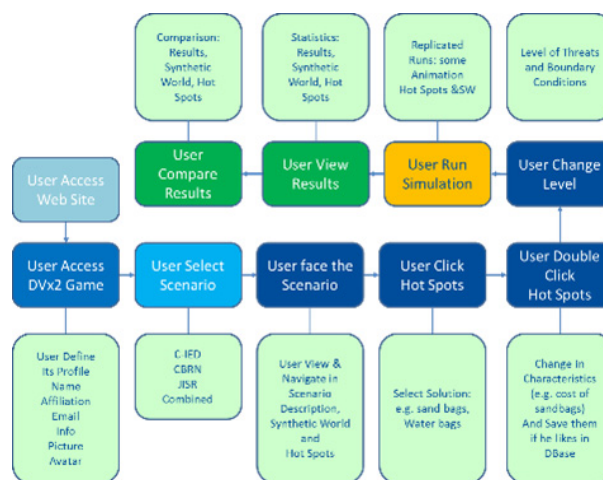 Comparison:
Results,
Synthetic
World, Hot
Spots
Statistics:
Results,
Synthetic
World, Hot
Spots
Replicated
Runs: some
Animation
Hot Spots &SW
Level of Threats
and Boundary
Conditions
User
Compare
Results
User View
Results
User Run
Simulation
User Change
Level
User Access
Web Site
User Access
DVx2 Game
User Select
Scenario
User face the
Scenario
User Click
Hot Spots
User Double
Click
Hot Spots
User Define
Its Profile
Name
Affiliation
Email
Info
Picture
Avatar
C-IED
CBRN
JISR
Combined
User View &
Navigate in
Scenario
Description,
Synthetic World
and
Hot Spots
Select Solution:
e.g. sand bags,
Water bags
Change In
Characteristics
(e.g. cost of
sandbags)
And Save them
if he likes in
DBase